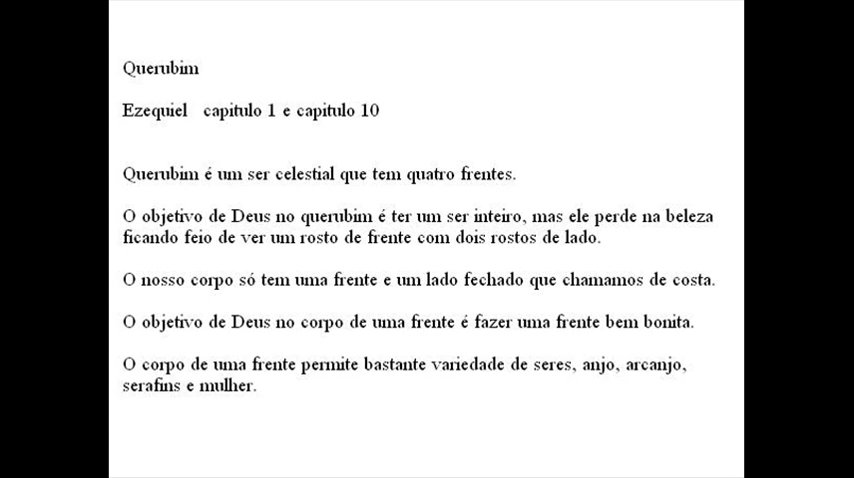 Querubim
Ezequiel capitulo 1 e capitulo 10
Querubim é um ser celestial que tem quatro frentes.
O objetivo de Deus no querubim é ter um ser inteiro, mas ele perde na beleza
ficando feio de ver um rosto de frente com dois rostos de lado.
O nosso corpo só tem uma frente e um lado fechado que chamamos de costa.
O objetivo de Deus no corpo de uma frente é fazer uma frente bem bonita.
O corpo de uma frente permite bastante variedade de seres, anjo, arcanjo,
serafins e mulher.